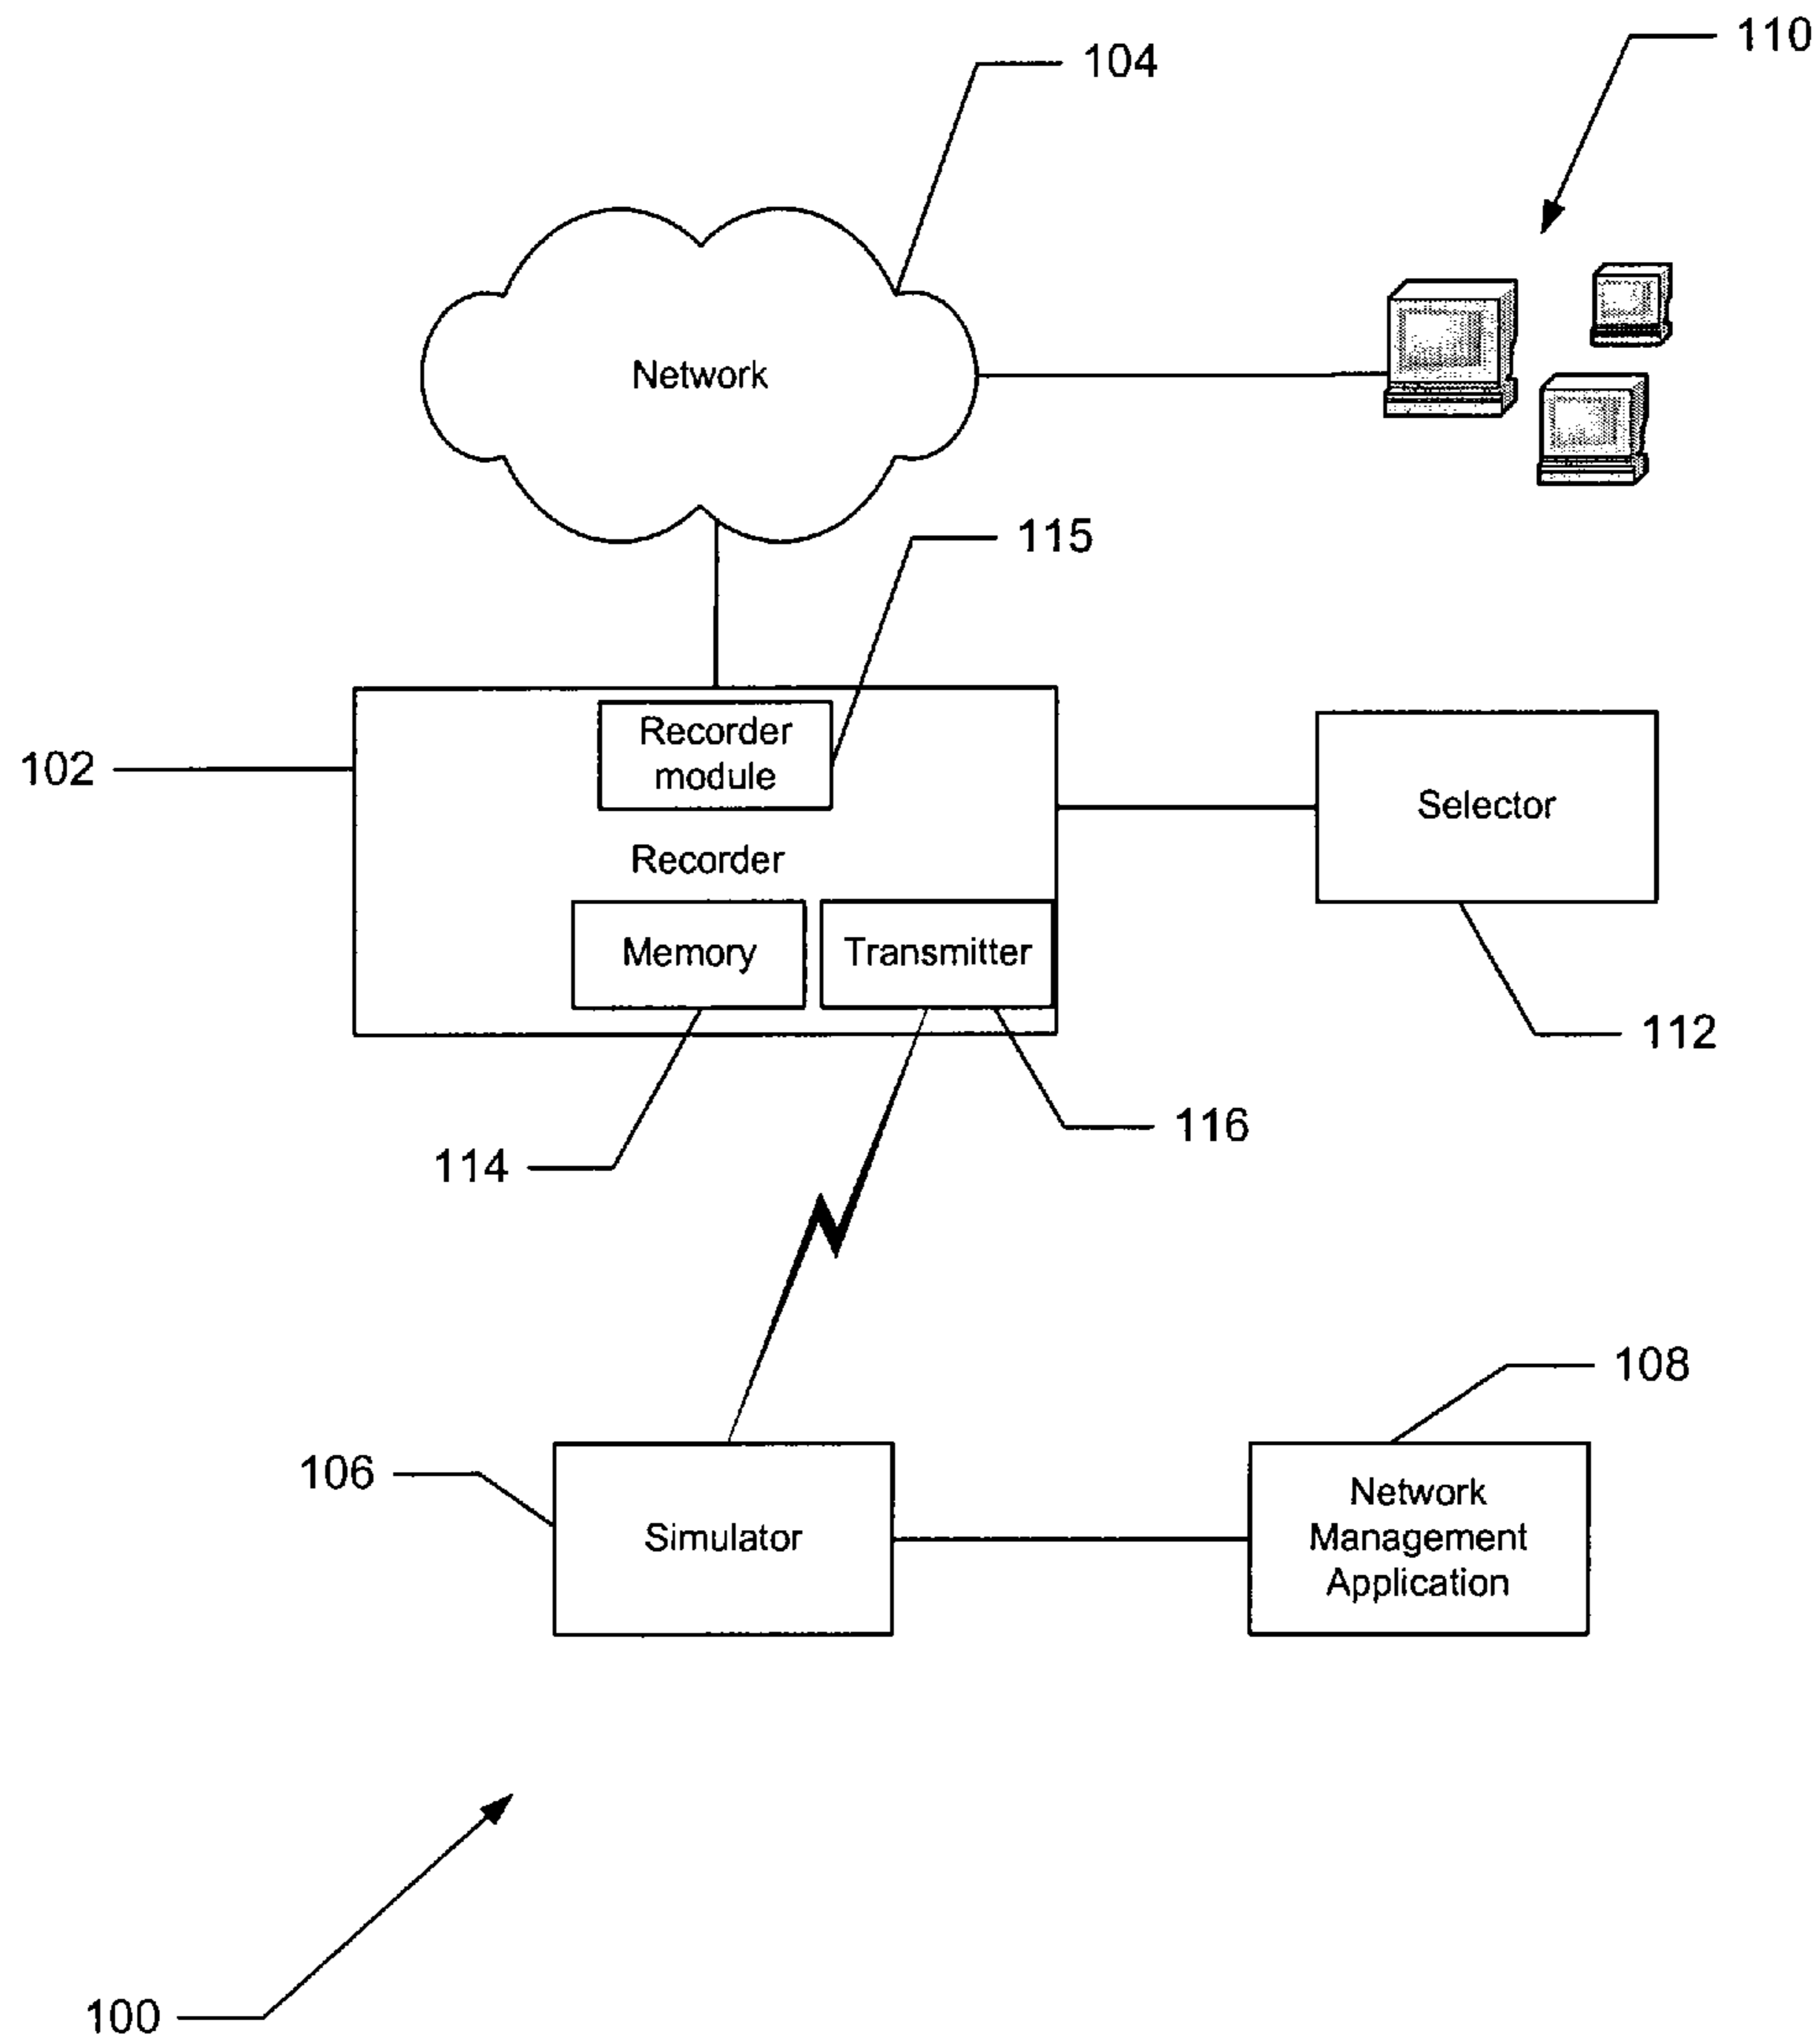 110
104
Network
115
Recorder
module
102
Selector
Recorder
Memory
Transmitter
112
116
114
108
106
Network
Management
Application
Simulator
100